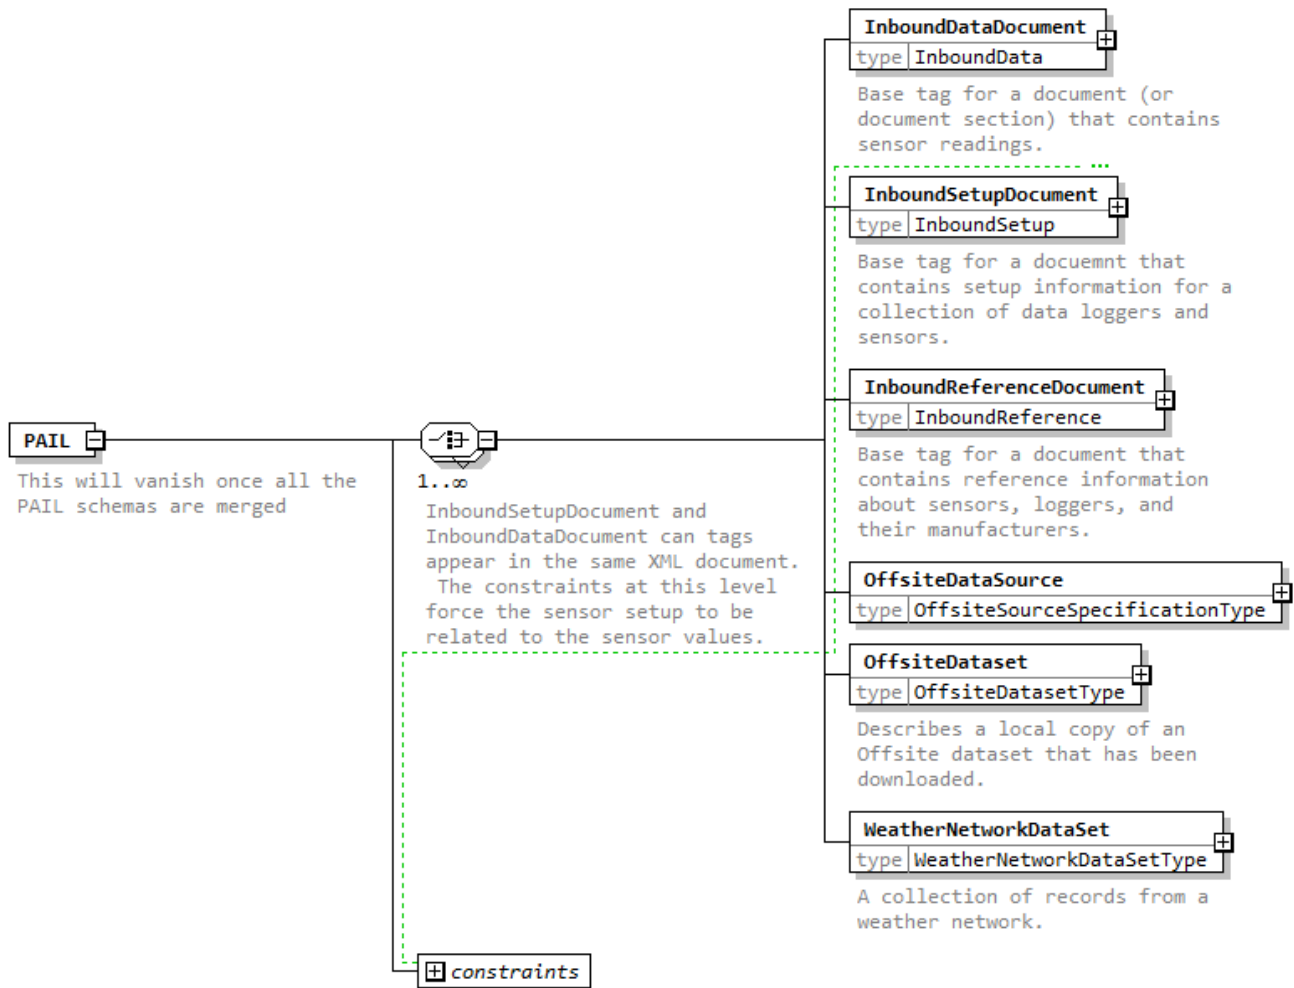 PAIL
This will vanish once all the
PAIL schemas are merged
1..∞
InboundSetupDocument and
InboundDataDocument can tags
appear in the same XML document.
The constraints at this level
force the sensor setup to be
related to the sensor values.
constraints
InboundDataDocument
type InboundData
Base tag for a document (or
document section) that contains
sensor readings.
...
InboundSetupDocument
type InboundSetup
Base tag for a docuemnt that
contains setup information for a
collection of data loggers and
sensors.
InboundReferenceDocument
type InboundReference
Base tag for a document that
contains reference information
about sensors, loggers, and
their manufacturers.
OffsiteDataSource
type OffsiteSourceSpecificationType
OffsiteDataset
type OffsiteDatasetType
Describes a local copy of an
Offsite dataset that has been
downloaded.
WeatherNetworkDataSet
type WeatherNetworkDataSetType
A collection of records from a
weather network.